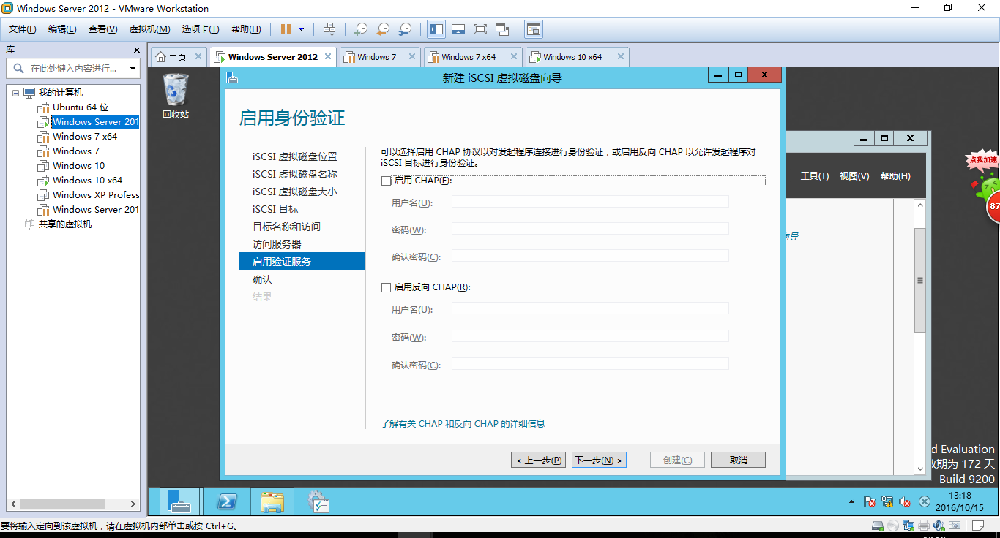 Windows Server 2012 - VMware Workstation
文件(F) 编辑(E) 查看(V) 虚拟机(M) 选项卡(T) 帮助(H)
库
在此处键入内容进行...
我的计算机
Ubuntu 64 位
Windows Server 201
Windows 7 x64
Windows 7
Windows 10
Windows 10 x64
Windows XP Profess
Windows Server 201
共享的虚拟机
主页 Windows Server 2012 Windows 7 Windows 7 x64 Windows 10 x64
回收站
新建 iSCSI 虚拟磁盘向导
启用身份验证
iSCSI 虚拟磁盘位置
iSCSI 虚拟磁盘名称
iSCSI 虚拟磁盘大小
iSCSI 目标
目标名称和访问
访问服务器
启用验证服务
确认
结果
可以选择启用 CHAP 协议以对发起程序连接进行身份验证，或启用反向 CHAP 以允许发起程序对
iSCSI 目标进行身份验证。
启用 CHAP(E):
用户名(U):
密码(W):
确认密码(C):
启用反向 CHAP(R):
用户名(U):
密码(W):
确认密码(C):
了解有关 CHAP 和反向 CHAP 的详细信息
< 上一步(P) 下一步(N) > 创建(C) 取消
工具(T) 视图(V) 帮助(H)
向导
点我加速
87
d Evaluation
效期为 172 天
Build 9200
13:18
2016/10/15
要将输入定向到该虚拟机，请在虚拟机内部单击或按 Ctrl+G。